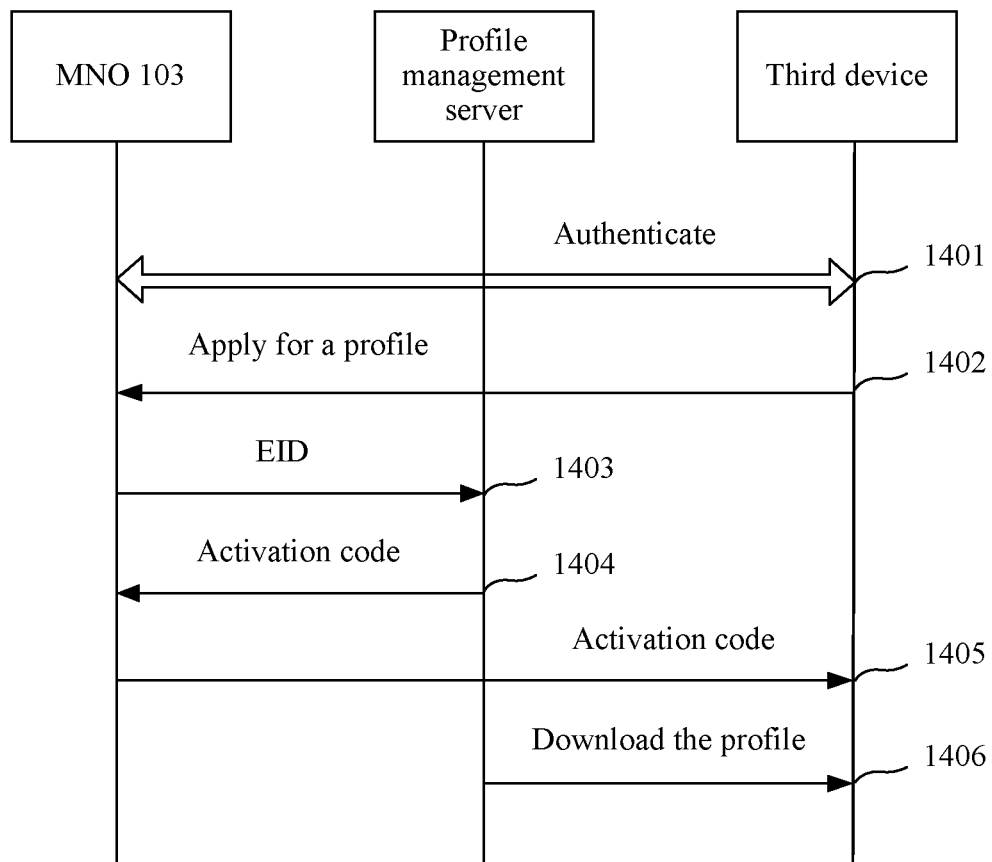 MNO 103
Profile
management
server
Third device
Authenticate
1401
Apply for a profile
1402
EID
1403
Activation code
1404
Activation code
1405
Download the profile
1406